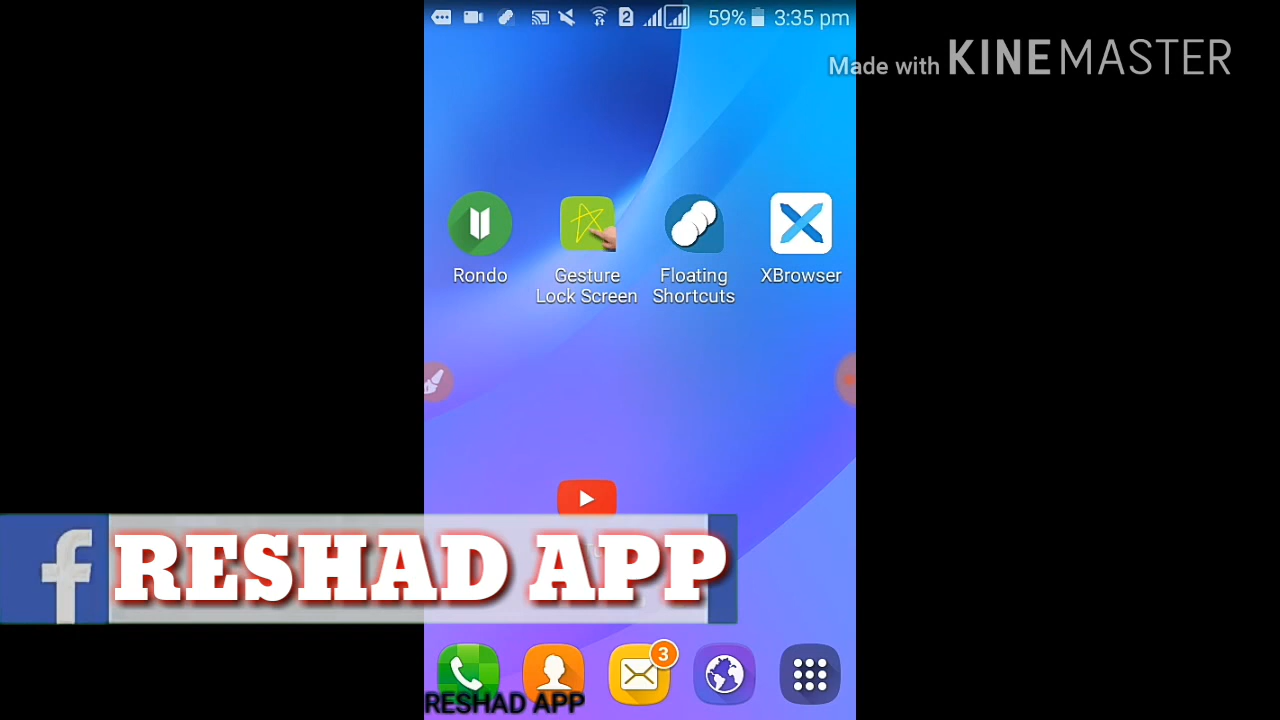 2 59% 3:35 pm
Made with KINEMASTER
Rondo
Gesture
Lock Screen
Floating
Shortcuts
XBrowser
f RESHAD APP
3
RESHAD APP